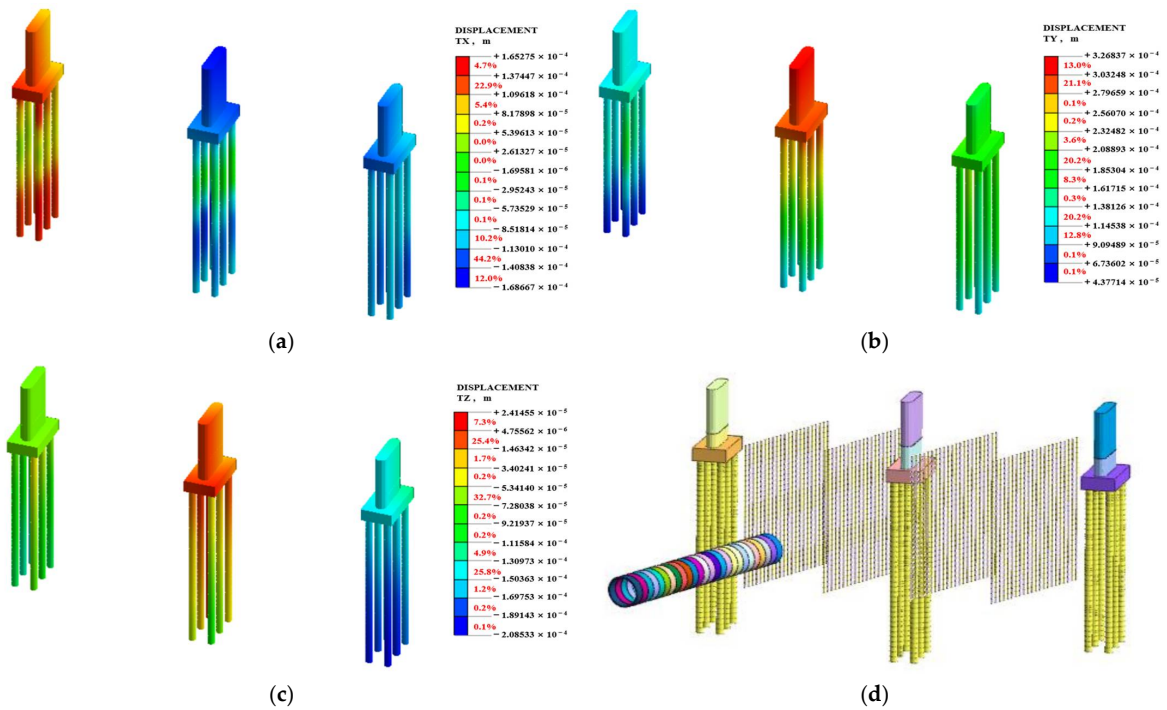 DISPLACEMENT
TX , m
+ 1.65275 × 10⁻⁴
4.7%
+ 1.37447 × 10⁻⁴
22.9%
+ 1.09618 × 10⁻⁴
5.4%
+ 8.17898 × 10⁻⁵
0.2%
+ 5.39613 × 10⁻⁵
0.0%
+ 2.61327 × 10⁻⁵
0.0%
− 1.69581 × 10⁻⁶
0.1%
− 2.95243 × 10⁻⁵
0.1%
− 5.73529 × 10⁻⁵
0.1%
− 8.51814 × 10⁻⁵
10.2%
− 1.13010 × 10⁻⁴
44.2%
− 1.40838 × 10⁻⁴
12.0%
− 1.68667 × 10⁻⁴
(a)
DISPLACEMENT
TY , m
+ 3.26837 × 10⁻⁴
13.0%
+ 3.03248 × 10⁻⁴
21.1%
+ 2.79659 × 10⁻⁴
0.1%
+ 2.56070 × 10⁻⁴
0.2%
+ 2.32482 × 10⁻⁴
3.6%
+ 2.08893 × 10⁻⁴
20.2%
+ 1.85304 × 10⁻⁴
8.3%
+ 1.61715 × 10⁻⁴
0.3%
+ 1.38126 × 10⁻⁴
20.2%
+ 1.14538 × 10⁻⁴
12.8%
+ 9.09489 × 10⁻⁵
0.1%
+ 6.73602 × 10⁻⁵
0.1%
+ 4.37714 × 10⁻⁵
(b)
DISPLACEMENT
TZ , m
+ 2.41455 × 10⁻⁵
7.3%
+ 4.75562 × 10⁻⁶
25.4%
− 1.46342 × 10⁻⁵
1.7%
− 3.40241 × 10⁻⁵
0.2%
− 5.34140 × 10⁻⁵
32.7%
− 7.28038 × 10⁻⁵
0.2%
− 9.21937 × 10⁻⁵
0.2%
− 1.11584 × 10⁻⁴
4.9%
− 1.30973 × 10⁻⁴
25.8%
− 1.50363 × 10⁻⁴
1.2%
− 1.69753 × 10⁻⁴
0.2%
− 1.89143 × 10⁻⁴
0.1%
− 2.08533 × 10⁻⁴
(c)
(d)